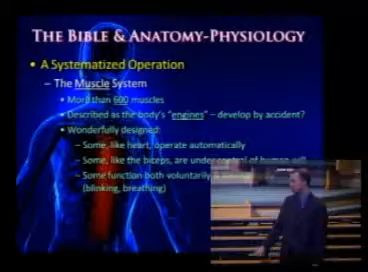 THE BIBLE & ANATOMY-PHYSIOLOGY
• A Systematized Operation
– The Muscle System
• More than 600 muscles
• Described as the body's "engines" – develop by accident?
• Wonderfully designed:
– Some, like heart, operate automatically
– Some, like the biceps, are under control of human will
– Some function both voluntarily &
(blinking, breathing)